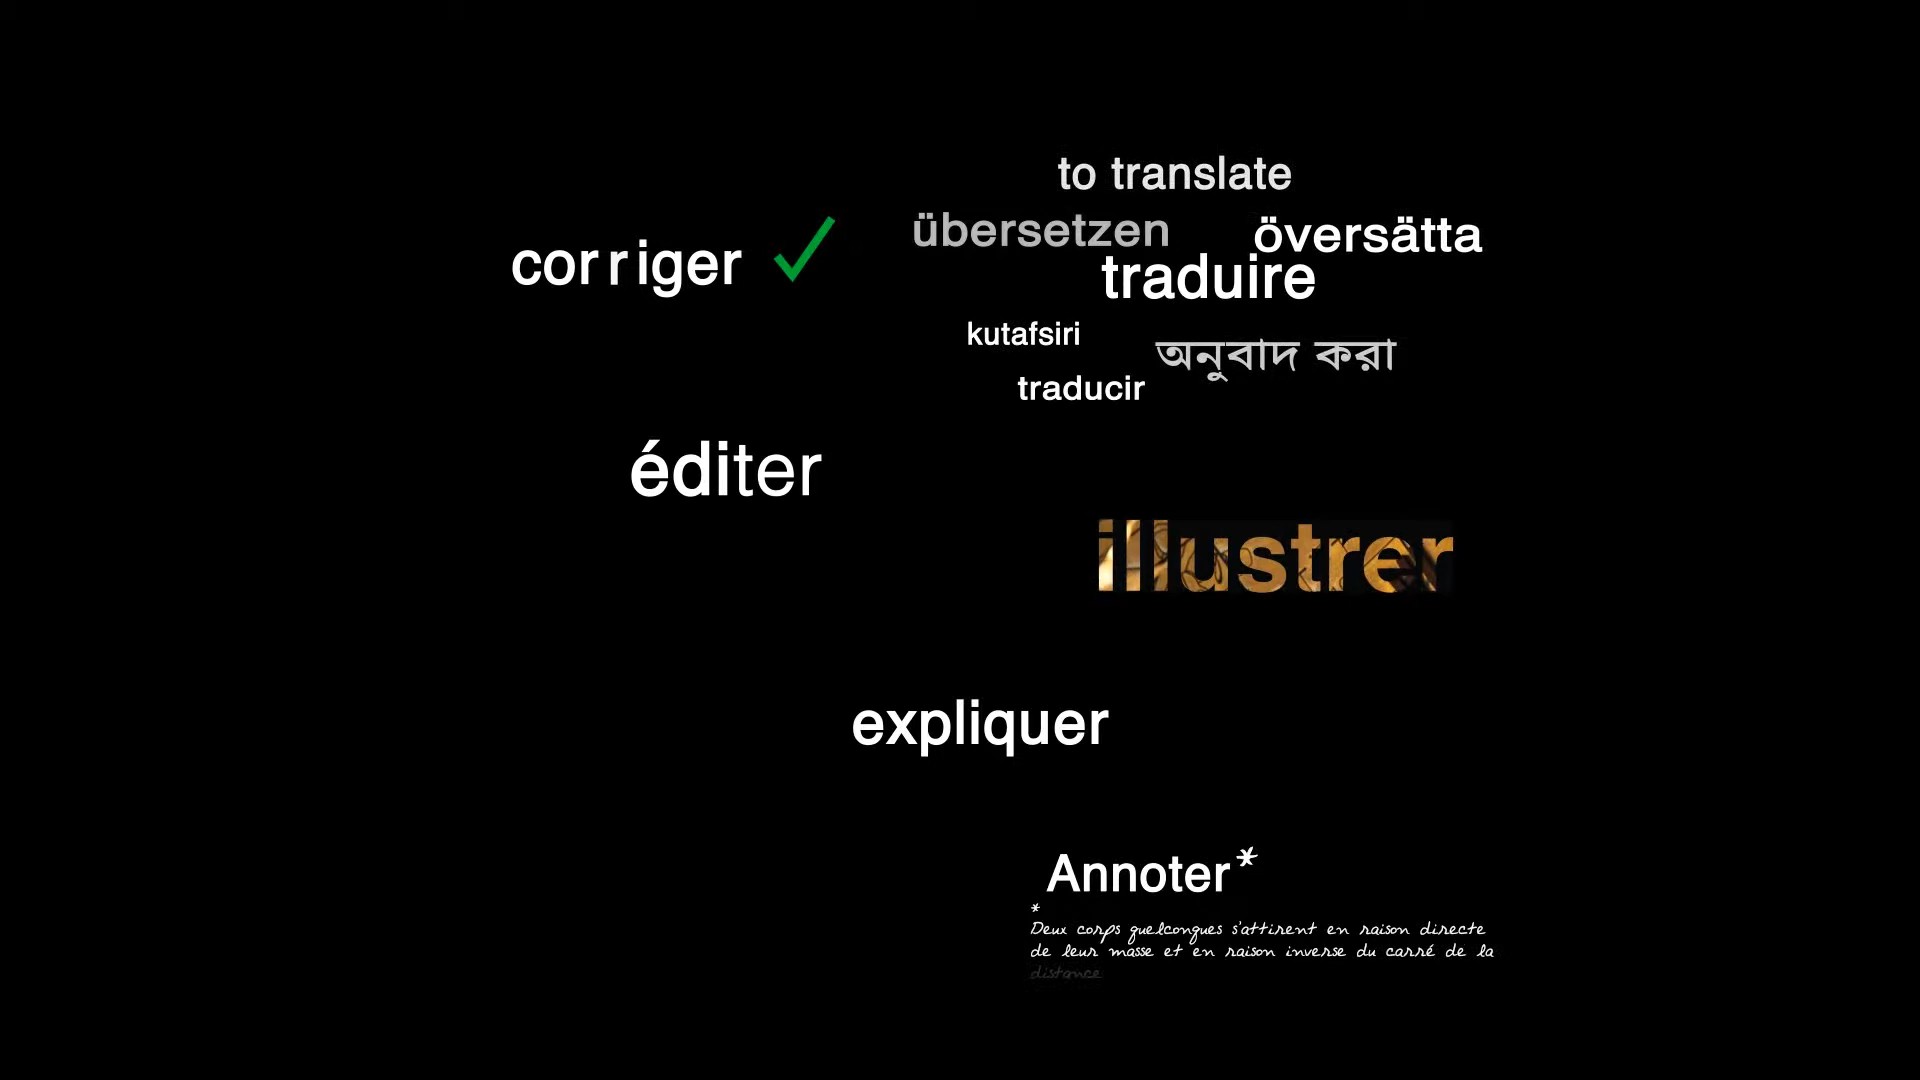 to translate
übersetzen
översätta
corriger
traduire
kutafsiri
অনুবাদ করা
traducir
éditer
illustrer
expliquer
Annoter*
*
Deux corps quelconques s'attirent en raison directe
de leur masse et en raison inverse du carré de la
distance